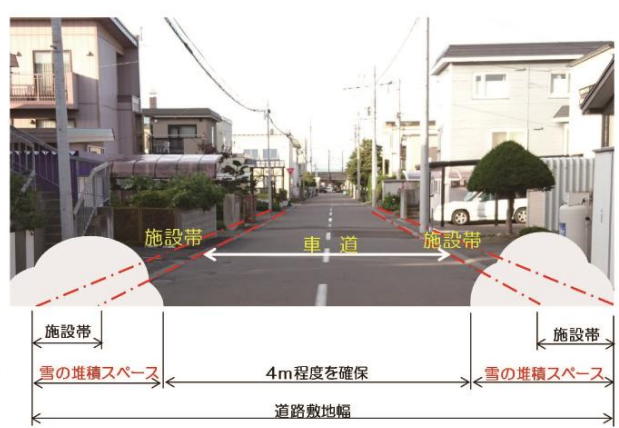 施設帯 車 道 施設帯
施設帯 施設帯
雪の堆積スペース 4m程度を確保 雪の堆積スペース
道路敷地幅